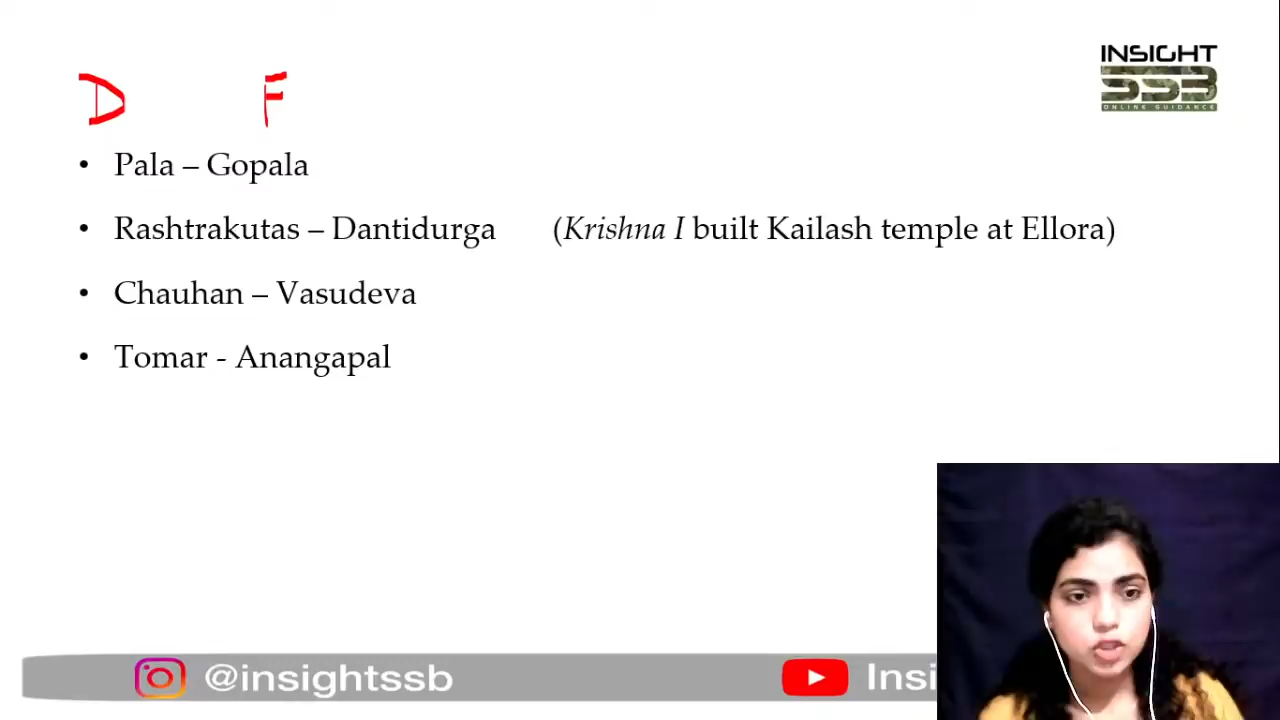 INSIGHT
SSB
ONLINE GUIDANCE
D F
• Pala – Gopala
• Rashtrakutas – Dantidurga (Krishna I built Kailash temple at Ellora)
• Chauhan – Vasudeva
• Tomar - Anangapal
@insightssb Insi